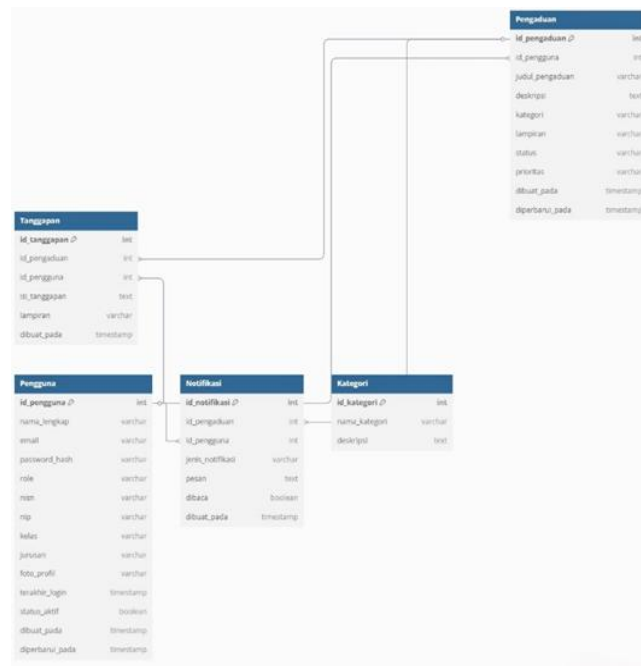 Pengaduan
id_pengaduan int
id_pengguna int
judul_pengaduan varchar
deskripsi text
kategori varchar
lampiran varchar
status varchar
prioritas varchar
dibuat_pada timestamp
diperbarui_pada timestamp
Tanggapan
id_tanggapan int
id_pengaduan int
id_pengguna int
isi_tanggapan text
lampiran varchar
dibuat_pada timestamp
Pengguna
id_pengguna int
nama_lengkap varchar
email varchar
password_hash varchar
role varchar
nisn varchar
nip varchar
kelas varchar
jurusan varchar
foto_profil varchar
terakhir_login timestamp
status_aktif boolean
dibuat_pada timestamp
diperbarui_pada timestamp
Notifikasi
id_notifikasi int
id_pengaduan int
id_pengguna int
jenis_notifikasi varchar
pesan text
dibaca boolean
dibuat_pada timestamp
Kategori
id_kategori int
nama_kategori varchar
deskripsi text